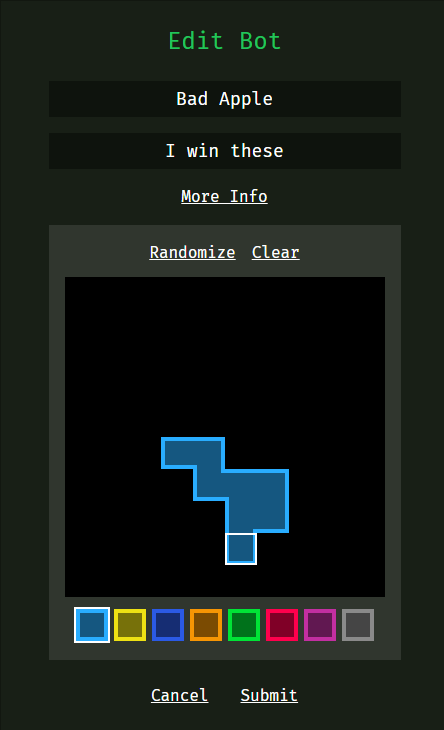 Edit Bot
Bad Apple
I win these
More Info
Randomize Clear
Cancel Submit